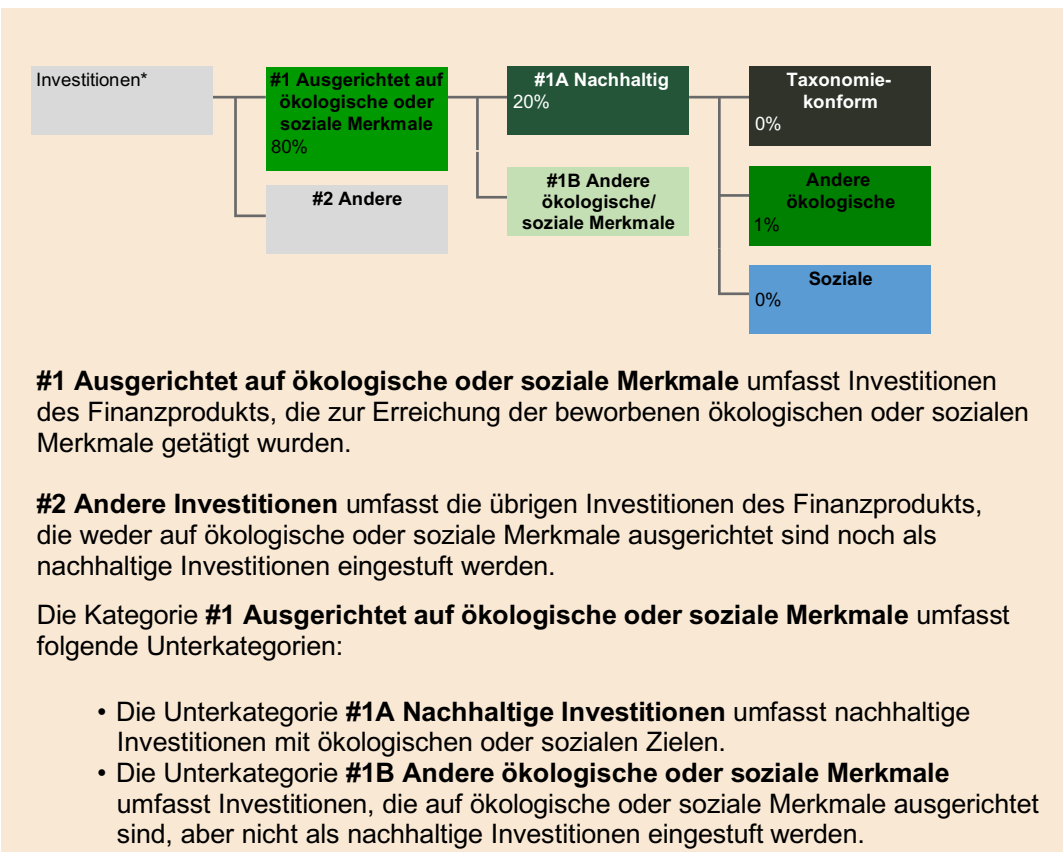 Investitionen*
#1 Ausgerichtet auf
ökologische oder
soziale Merkmale
80%
#2 Andere
#1A Nachhaltig
20%
#1B Andere
ökologische/
soziale Merkmale
Taxonomie-
konform
0%
Andere
ökologische
1%
Soziale
0%
#1 Ausgerichtet auf ökologische oder soziale Merkmale umfasst Investitionen
des Finanzprodukts, die zur Erreichung der beworbenen ökologischen oder sozialen
Merkmale getätigt wurden.
#2 Andere Investitionen umfasst die übrigen Investitionen des Finanzprodukts,
die weder auf ökologische oder soziale Merkmale ausgerichtet sind noch als
nachhaltige Investitionen eingestuft werden.
Die Kategorie #1 Ausgerichtet auf ökologische oder soziale Merkmale umfasst
folgende Unterkategorien:
• Die Unterkategorie #1A Nachhaltige Investitionen umfasst nachhaltige
Investitionen mit ökologischen oder sozialen Zielen.
• Die Unterkategorie #1B Andere ökologische oder soziale Merkmale
umfasst Investitionen, die auf ökologische oder soziale Merkmale ausgerichtet
sind, aber nicht als nachhaltige Investitionen eingestuft werden.